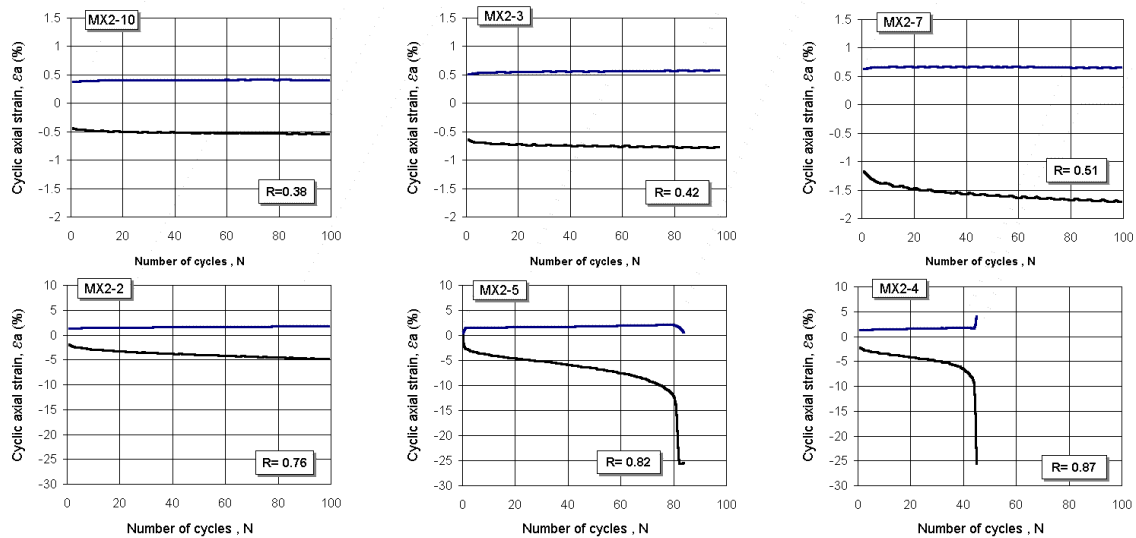 MX2-10
Cyclic axial strain, εa (%)
1.5
1
0.5
0
-0.5
-1
-1.5
-2
R=0.38
0 20 40 60 80 100
Number of cycles , N
MX2-3
Cyclic axial strain, εa (%)
1.5
1
0.5
0
-0.5
-1
-1.5
-2
R= 0.42
0 20 40 60 80 100
Number of cycles , N
MX2-7
Cyclic axial strain, εa (%)
1.5
1
0.5
0
-0.5
-1
-1.5
-2
R= 0.51
0 20 40 60 80 100
Number of cycles , N
MX2-2
Cyclic axial strain, εa (%)
10
5
0
-5
-10
-15
-20
-25
-30
R= 0.76
0 20 40 60 80 100
Number of cycles , N
MX2-5
Cyclic axial strain, εa (%)
10
5
0
-5
-10
-15
-20
-25
-30
R= 0.82
0 20 40 60 80 100
Number of cycles , N
MX2-4
Cyclic axial strain, εa (%)
10
5
0
-5
-10
-15
-20
-25
-30
R= 0.87
0 20 40 60 80 100
Number of cycles , N